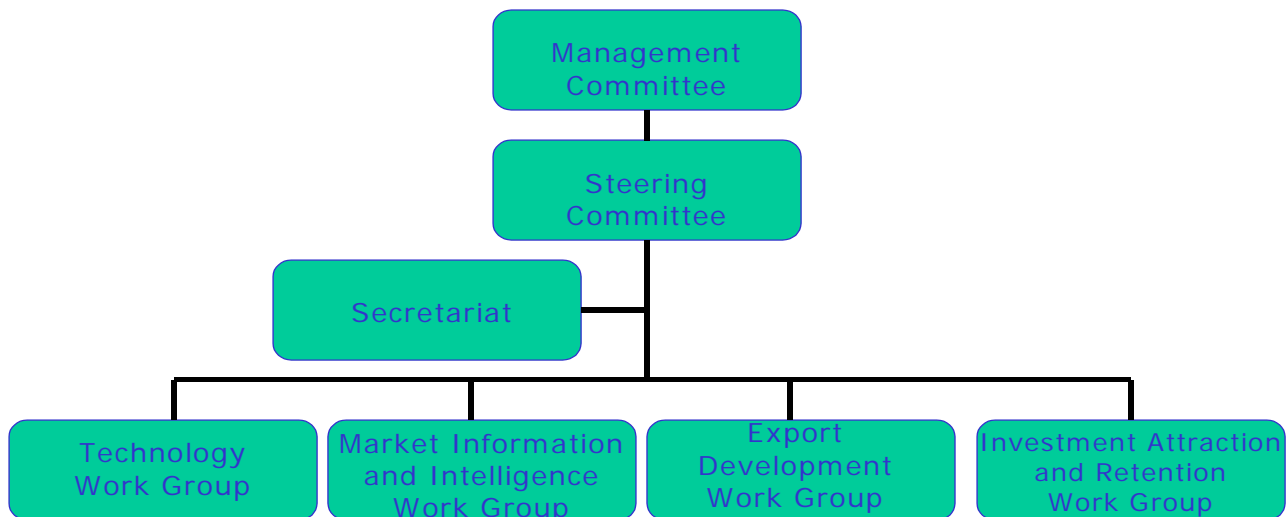 Management
Committee
Steering
Committee
Secretariat
Technology
Work Group
Market Information
and Intelligence
Work Group
Export
Development
Work Group
Investment Attraction
and Retention
Work Group